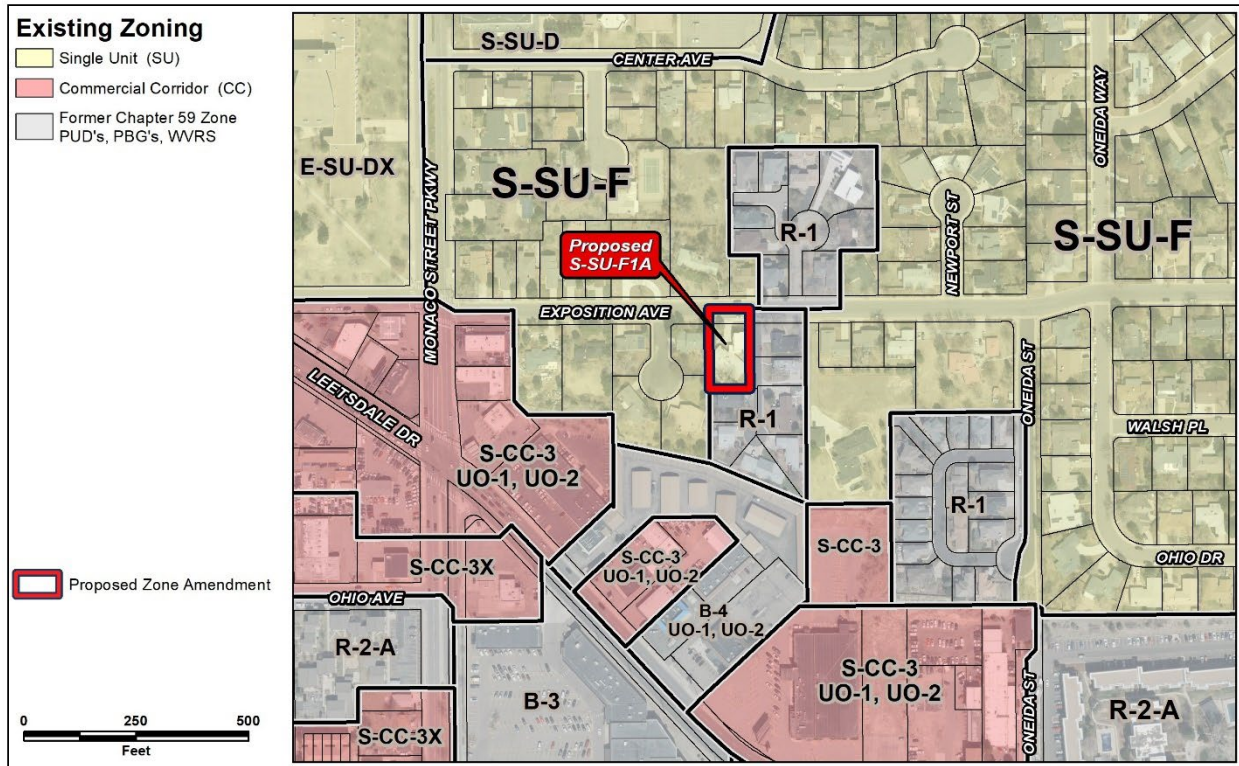 Existing Zoning
Single Unit (SU)
Commercial Corridor (CC)
Former Chapter 59 Zone
PUD's, PBG's, WVRS
Proposed Zone Amendment
0 250 500
Feet
S-SU-D
CENTER AVE
ONEIDA WAY
E-SU-DX
MONACO STREET PKWY
S-SU-F
R-1
NEWPORT ST
S-SU-F
Proposed
S-SU-F1A
EXPOSITION AVE
LEETSDALE DR
R-1
ONEIDA ST
WALSH PL
S-CC-3
UO-1, UO-2
R-1
S-CC-3
S-CC-3
UO-1, UO-2
OHIO DR
S-CC-3X
OHIO AVE
B-4
UO-1, UO-2
R-2-A
S-CC-3
UO-1, UO-2
B-3
ONEIDA ST
R-2-A
S-CC-3X